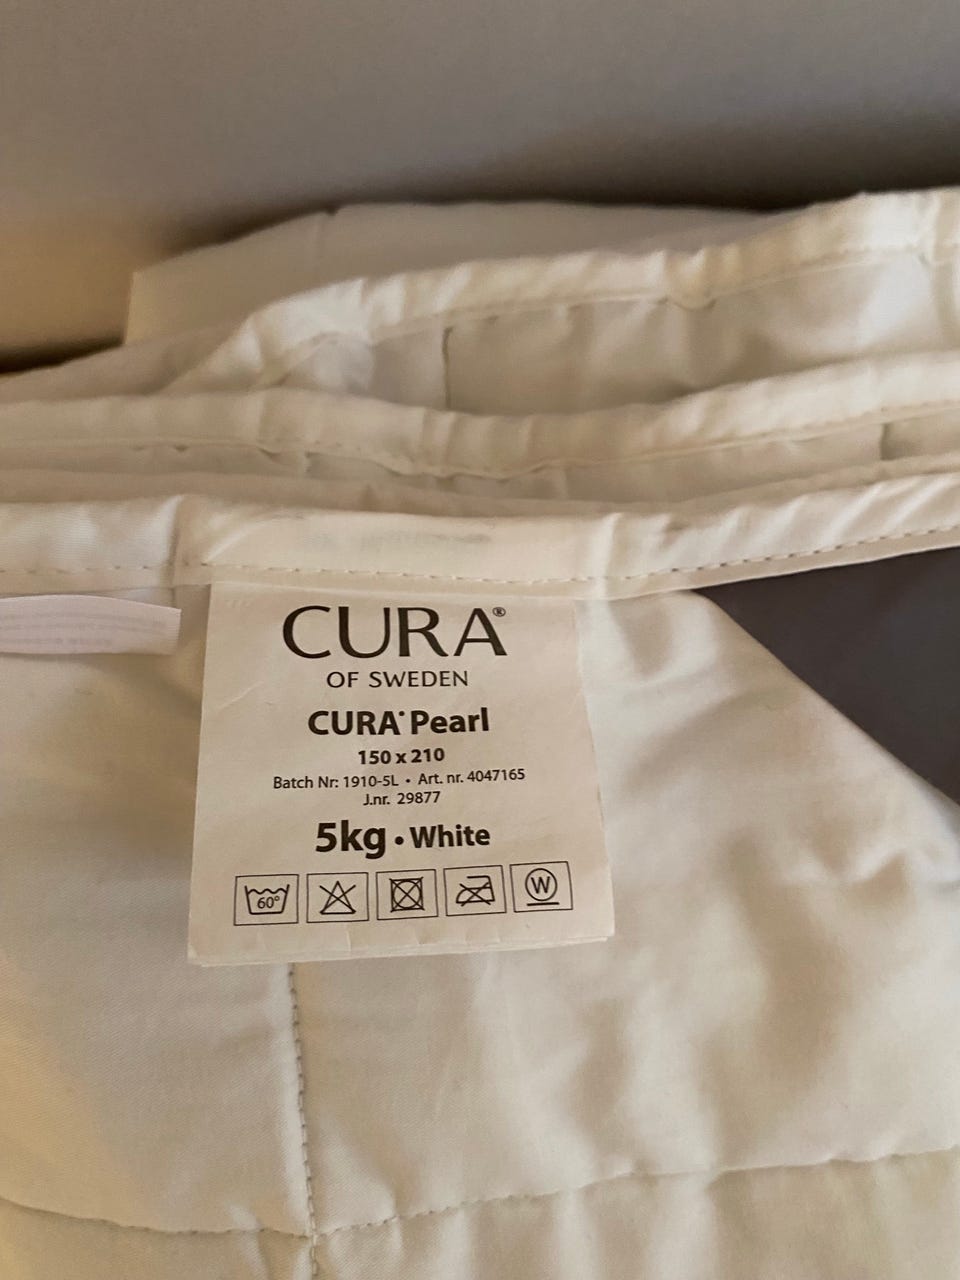 CURA®
OF SWEDEN
CURA® Pearl
150 x 210
Batch Nr: 1910-5L • Art. nr. 4047165
J.nr. 29877
5kg • White
60°
W